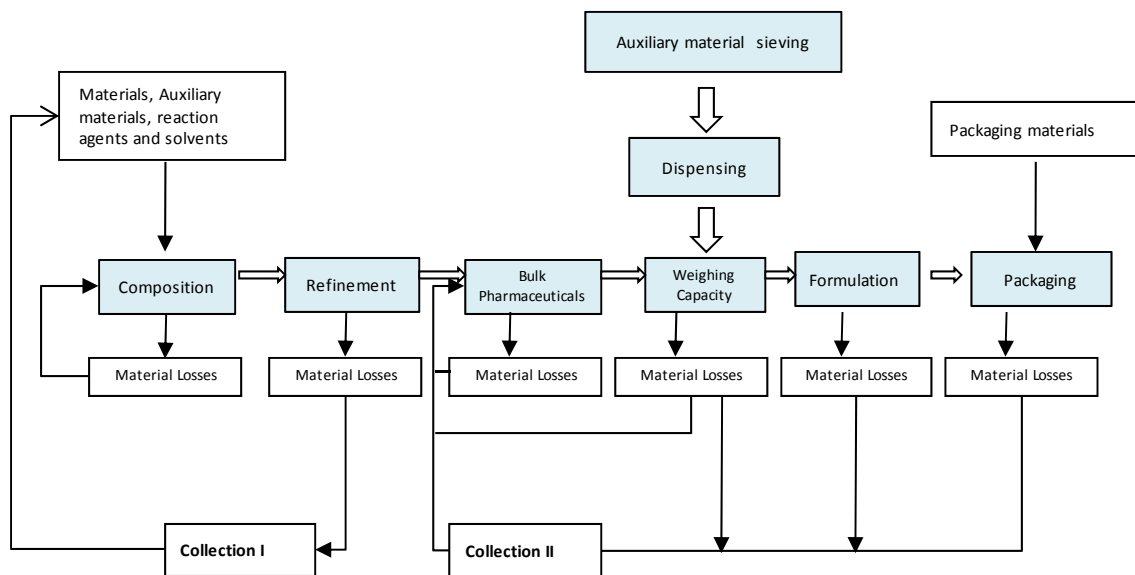 Auxiliary material sieving
Materials, Auxiliary
materials, reaction
agents and solvents
Packaging materials
Dispensing
Composition
Refinement
Bulk
Pharmaceuticals
Weighing
Capacity
Formulation
Packaging
Material Losses
Material Losses
Material Losses
Material Losses
Material Losses
Material Losses
Collection I
Collection II